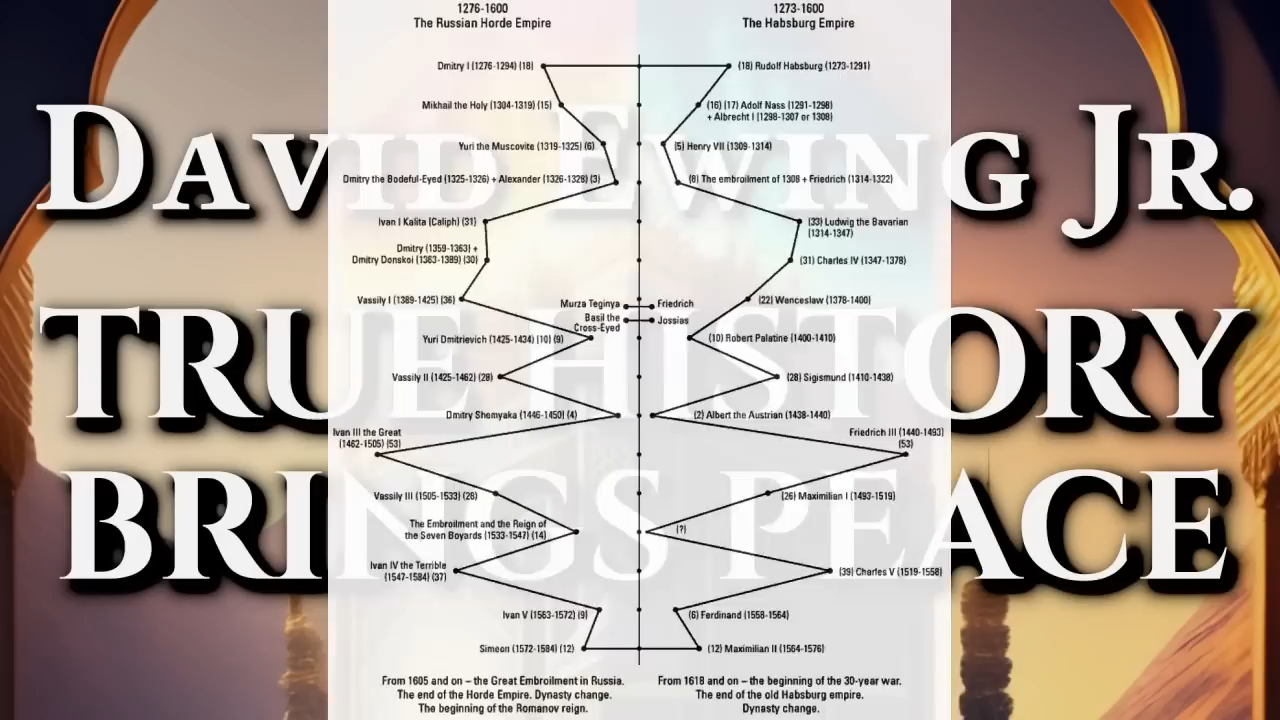 1276-1600
The Russian Horde Empire
1273-1600
The Habsburg Empire
DAVID EWING JR.
TRUE HISTORY
BRINGS PEACE
Dmitry I (1276-1294) (18)
(18) Rudolf Habsburg (1273-1291)
Mikhail the Holy (1304-1319) (15)
(16) (17) Adolf Nass (1291-1298)
+ Albrecht I (1298-1307 or 1308)
Yuri the Muscovite (1319-1325) (6)
(5) Henry VII (1309-1314)
Dmitry the Bodeful-Eyed (1325-1326) + Alexander (1326-1328) (3)
(8) The embroilment of 1308 + Friedrich (1314-1322)
Ivan I Kalita (Caliph) (31)
(33) Ludwig the Bavarian
(1314-1347)
Dmitry (1359-1363) +
Dmitry Donskoi (1363-1389) (30)
(31) Charles IV (1347-1378)
Vassily I (1389-1425) (36)
(22) Wenceslaw (1378-1400)
Murza Teginya
Friedrich
Basil the
Cross-Eyed
Jossias
Yuri Dmitrievich (1425-1434) (10) (9)
(10) Robert Palatine (1400-1410)
Vassily II (1425-1462) (28)
(28) Sigismund (1410-1438)
Dmitry Shemyaka (1446-1450) (4)
(2) Albert the Austrian (1438-1440)
Ivan III the Great
(1462-1505) (53)
Friedrich III (1440-1493)
(53)
Vassily III (1505-1533) (28)
(26) Maximilian I (1493-1519)
The Embroilment and the Reign of
the Seven Boyards (1533-1547) (14)
(?)
Ivan IV the Terrible
(1547-1584) (37)
(39) Charles V (1519-1558)
Ivan V (1563-1572) (9)
(6) Ferdinand (1558-1564)
Simeon (1572-1584) (12)
(12) Maximilian II (1564-1576)
From 1605 and on – the Great Embroilment in Russia.
The end of the Horde Empire. Dynasty change.
The beginning of the Romanov reign.
From 1618 and on – the beginning of the 30-year war.
The end of the old Habsburg empire.
Dynasty change.